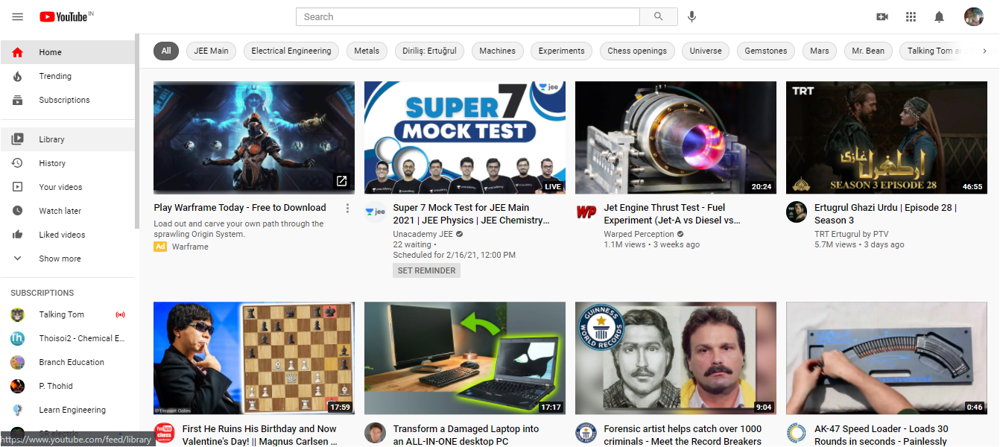 YouTube IN
Search
Home
Trending
Subscriptions
Library
History
Your videos
Watch later
Liked videos
Show more
SUBSCRIPTIONS
Talking Tom
Thoisoi2 - Chemical E...
Branch Education
P. Thohid
Learn Engineering
SR electric
https://www.youtube.com/feed/library
All
JEE Main
Electrical Engineering
Metals
Diriliş: Ertuğrul
Machines
Experiments
Chess openings
Universe
Gemstones
Mars
Mr. Bean
Talking Tom
Play Warframe Today - Free to Download
Load out and carve your own path through the
sprawling Origin System.
Ad Warframe
jee
SUPER 7
MOCK TEST
LIVE
jee
Super 7 Mock Test for JEE Main
2021 | JEE Physics | JEE Chemistry...
Unacademy JEE
22 waiting •
Scheduled for 2/16/21, 12:00 PM
SET REMINDER
20:24
WP
Jet Engine Thrust Test - Fuel
Experiment (Jet-A vs Diesel vs...
Warped Perception
1.1M views • 3 weeks ago
TRT
ارطغرل غازی
SEASON 3 EPISODE 28
46:55
Ertugrul Ghazi Urdu | Episode 28 |
Season 3
TRT Ertugrul by PTV
5.7M views • 3 days ago
© Lennart Ootes
17:59
First He Ruins His Birthday and Now
Valentine's Day! || Magnus Carlsen ...
17:17
Transform a Damaged Laptop into
an ALL-IN-ONE desktop PC
GUINNESS
WORLD RECORDS
9:04
Forensic artist helps catch over 1000
criminals - Meet the Record Breakers
0:46
AK-47 Speed Loader - Loads 30
Rounds in seconds - Painlessly